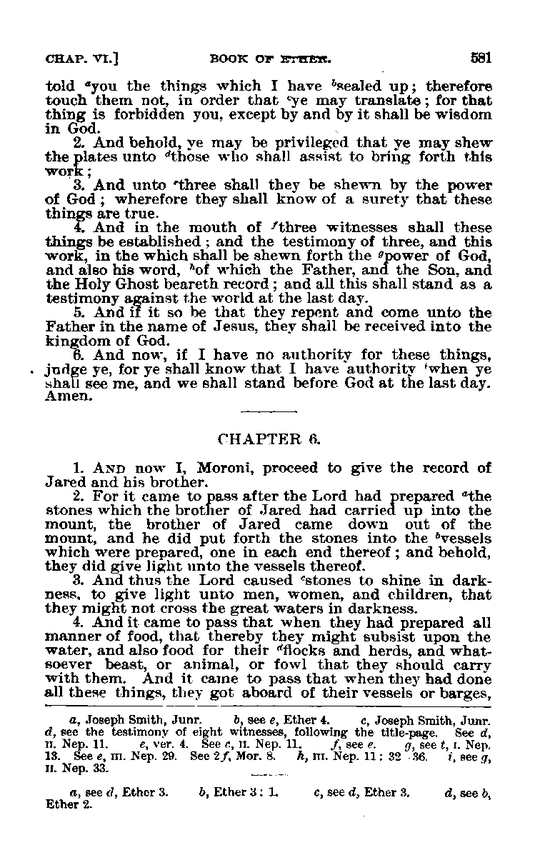 CHAP. VI.] BOOK OF ETHER. 581
told ᵃyou the things which I have ᵇsealed up; therefore
touch them not, in order that ᶜye may translate; for that
thing is forbidden you, except by and by it shall be wisdom
in God.
2. And behold, ye may be privileged that ye may shew
the plates unto ᵈthose who shall assist to bring forth this
work;
3. And unto ᵉthree shall they be shewn by the power
of God; wherefore they shall know of a surety that these
things are true.
4. And in the mouth of ᶠthree witnesses shall these
things be established; and the testimony of three, and this
work, in the which shall be shewn forth the ᵍpower of God,
and also his word, ʰof which the Father, and the Son, and
the Holy Ghost beareth record; and all this shall stand as a
testimony against the world at the last day.
5. And if it so be that they repent and come unto the
Father in the name of Jesus, they shall be received into the
kingdom of God.
6. And now, if I have no authority for these things,
judge ye, for ye shall know that I have authority ⁱwhen ye
shall see me, and we shall stand before God at the last day.
Amen.
CHAPTER 6.
1. AND now I, Moroni, proceed to give the record of
Jared and his brother.
2. For it came to pass after the Lord had prepared ᵃthe
stones which the brother of Jared had carried up into the
mount, the brother of Jared came down out of the
mount, and he did put forth the stones into the ᵇvessels
which were prepared, one in each end thereof; and behold,
they did give light unto the vessels thereof.
3. And thus the Lord caused ᶜstones to shine in dark-
ness, to give light unto men, women, and children, that
they might not cross the great waters in darkness.
4. And it came to pass that when they had prepared all
manner of food, that thereby they might subsist upon the
water, and also food for their ᵈflocks and herds, and what-
soever beast, or animal, or fowl that they should carry
with them. And it came to pass that when they had done
all these things, they got aboard of their vessels or barges,
a, Joseph Smith, Junr. b, see e, Ether 4. c, Joseph Smith, Junr.
d, see the testimony of eight witnesses, following the title-page. See d,
II. Nep. 11. e, ver. 4. See c, II. Nep. 11. f, see e. g, see t, I. Nep.
13. See e, III. Nep. 29. See 2f, Mor. 8. h, III. Nep. 11: 32-36. i, see g,
II. Nep. 33.
a, see d, Ether 3. b, Ether 3: 1. c, see d, Ether 3. d, see b,
Ether 2.